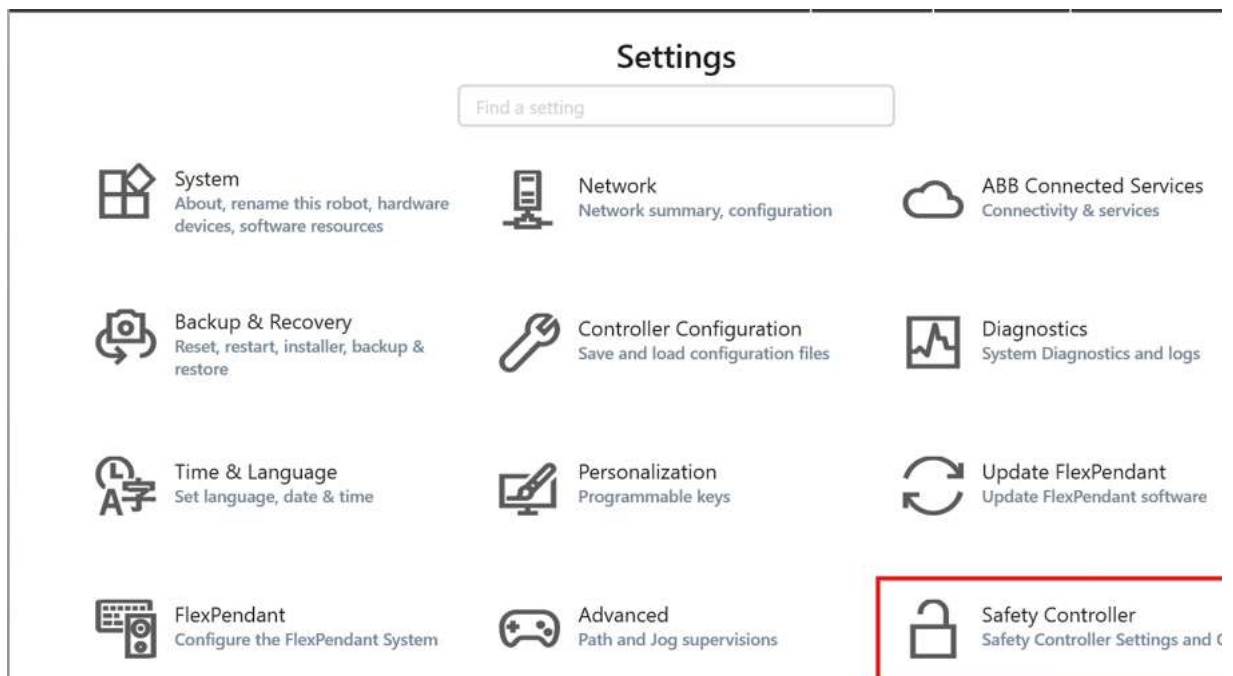 Settings
Find a setting
System
About, rename this robot, hardware
devices, software resources
Network
Network summary, configuration
ABB Connected Services
Connectivity & services
Backup & Recovery
Reset, restart, installer, backup &
restore
Controller Configuration
Save and load configuration files
Diagnostics
System Diagnostics and logs
Time & Language
Set language, date & time
Personalization
Programmable keys
Update FlexPendant
Update FlexPendant software
FlexPendant
Configure the FlexPendant System
Advanced
Path and Jog supervisions
Safety Controller
Safety Controller Settings and